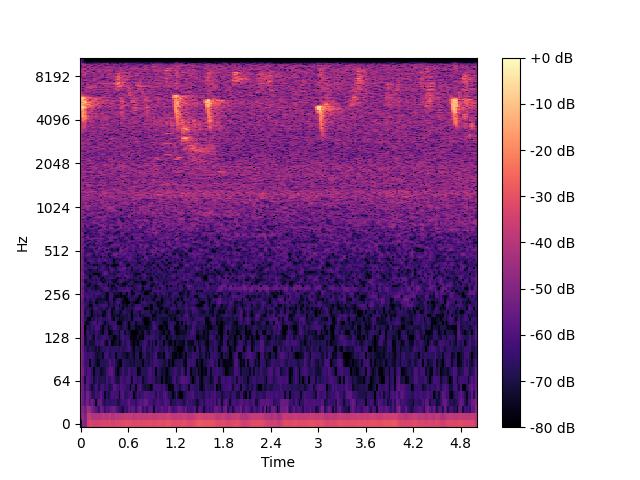 8192
4096
2048
1024
512
256
128
64
0
Hz
0 0.6 1.2 1.8 2.4 3 3.6 4.2 4.8
Time
+0 dB
-10 dB
-20 dB
-30 dB
-40 dB
-50 dB
-60 dB
-70 dB
-80 dB